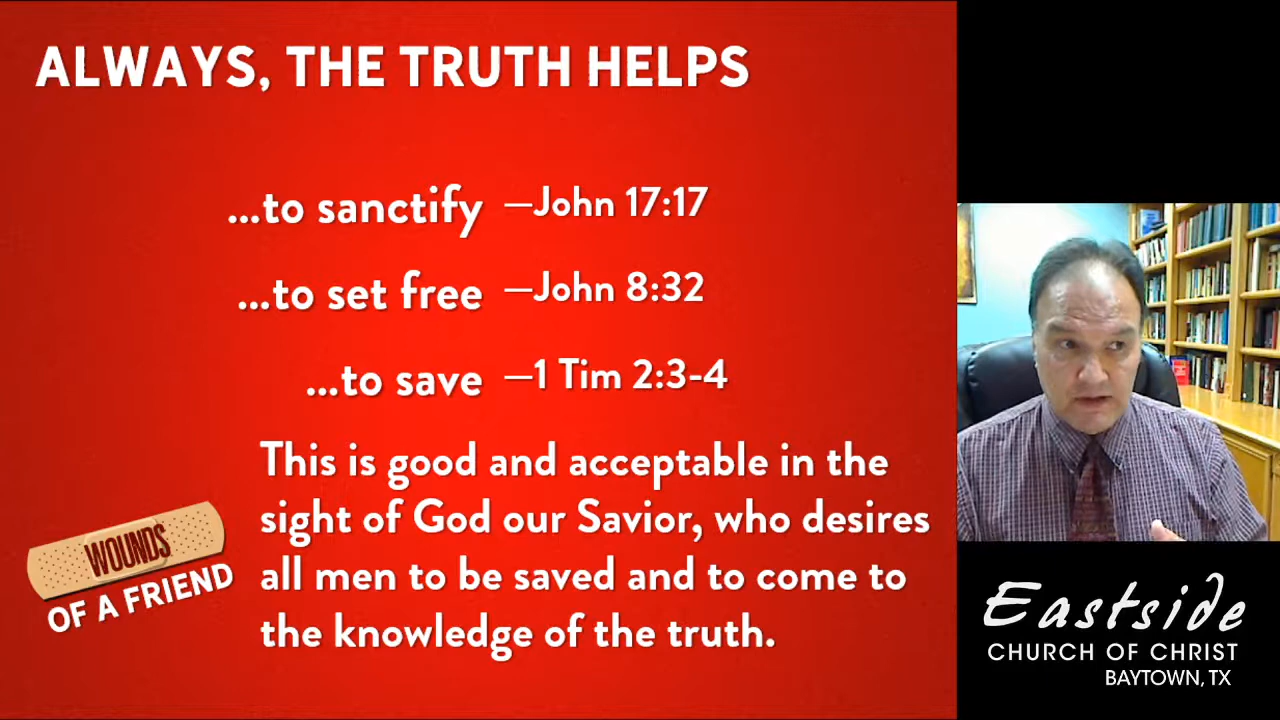 ALWAYS, THE TRUTH HELPS
...to sanctify —John 17:17
...to set free —John 8:32
...to save —1 Tim 2:3-4
This is good and acceptable in the
sight of God our Savior, who desires
all men to be saved and to come to
the knowledge of the truth.
WOUNDS
OF A FRIEND
Eastside
CHURCH OF CHRIST
BAYTOWN, TX